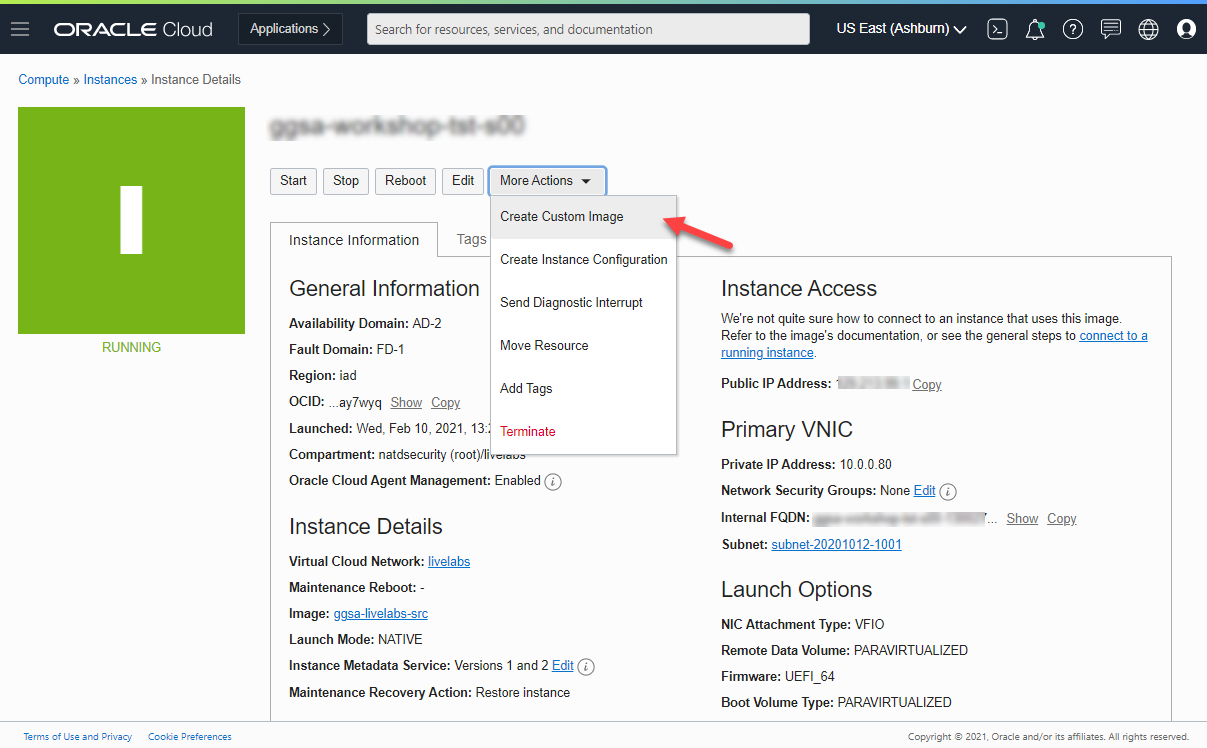 ORACLE Cloud
Applications
Search for resources, services, and documentation
US East (Ashburn)
Compute » Instances » Instance Details
RUNNING
Start
Stop
Reboot
Edit
More Actions
Create Custom Image
Create Instance Configuration
Send Diagnostic Interrupt
Move Resource
Add Tags
Terminate
Instance Information
Tags
General Information
Availability Domain: AD-2
Fault Domain: FD-1
Region: iad
OCID: ...ay7wyq Show Copy
Launched: Wed, Feb 10, 2021, 13:2
Compartment: natdsecurity (root)/livelabs
Oracle Cloud Agent Management: Enabled
Instance Details
Virtual Cloud Network: livelabs
Maintenance Reboot: -
Image: ggsa-livelabs-src
Launch Mode: NATIVE
Instance Metadata Service: Versions 1 and 2 Edit
Maintenance Recovery Action: Restore instance
Instance Access
We're not quite sure how to connect to an instance that uses this image.
Refer to the image's documentation, or see the general steps to connect to a
running instance.
Public IP Address: Copy
Primary VNIC
Private IP Address: 10.0.0.80
Network Security Groups: None Edit
Internal FQDN: ... Show Copy
Subnet: subnet-20201012-1001
Launch Options
NIC Attachment Type: VFIO
Remote Data Volume: PARAVIRTUALIZED
Firmware: UEFI_64
Boot Volume Type: PARAVIRTUALIZED
Terms of Use and Privacy
Cookie Preferences
Copyright © 2021, Oracle and/or its affiliates. All rights reserved.